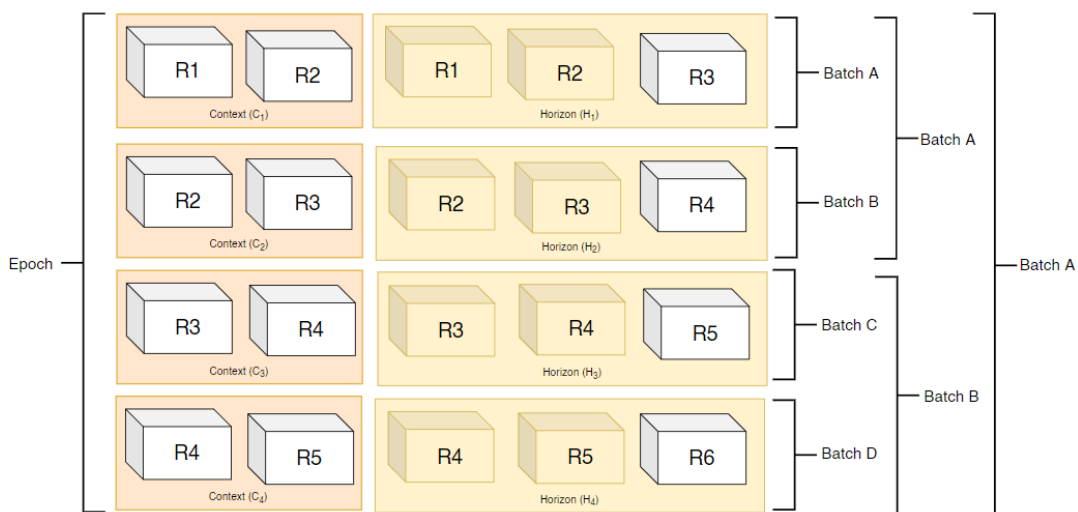 R1
R2
Context (C₁)
R1
R2
R3
Horizon (H₁)
Batch A
Batch A
R2
R3
Context (C₂)
R2
R3
R4
Horizon (H₂)
Batch B
Epoch
Batch A
R3
R4
Context (C₃)
R3
R4
R5
Horizon (H₃)
Batch C
Batch B
R4
R5
Context (C₄)
R4
R5
R6
Horizon (H₄)
Batch D